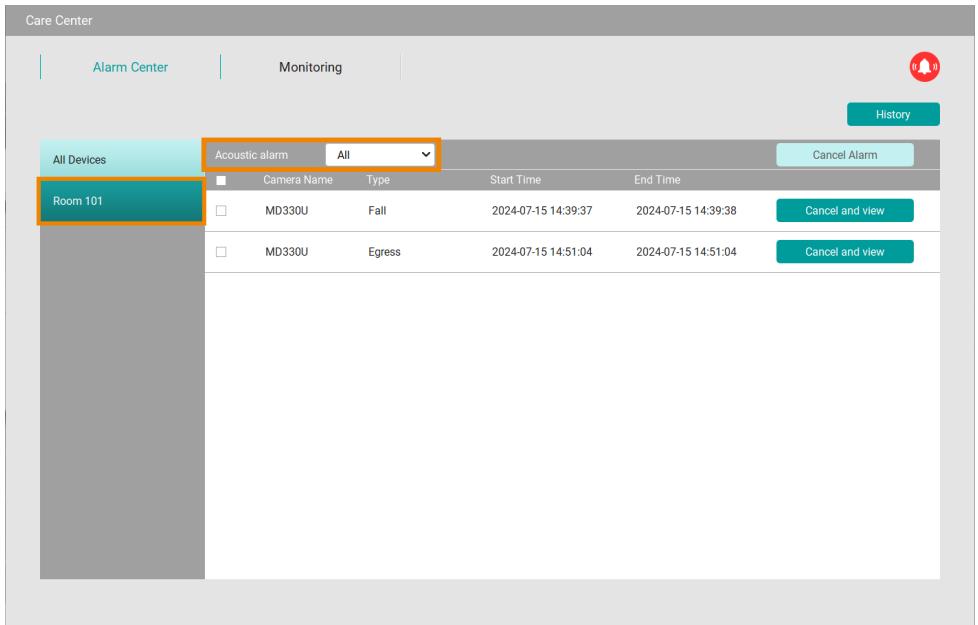 Care Center
Alarm Center Monitoring
History
All Devices
Room 101
Acoustic alarm All Cancel Alarm
Camera Name Type Start Time End Time
MD330U Fall 2024-07-15 14:39:37 2024-07-15 14:39:38 Cancel and view
MD330U Egress 2024-07-15 14:51:04 2024-07-15 14:51:04 Cancel and view